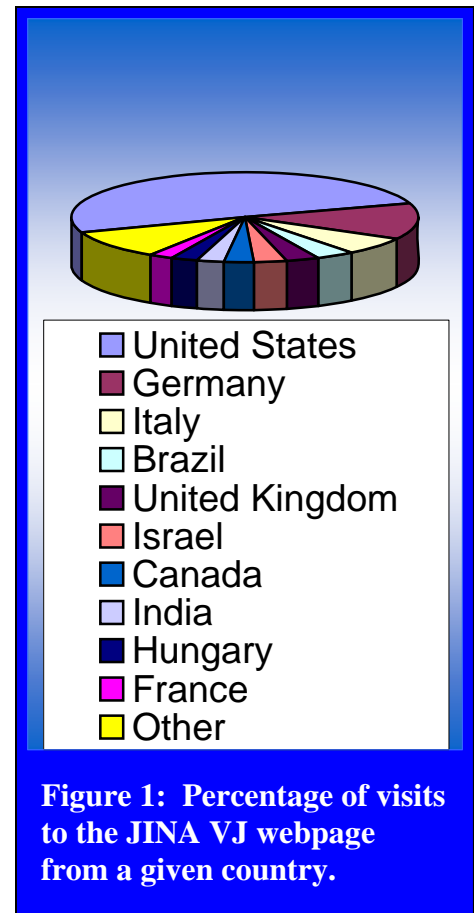 United States
Germany
Italy
Brazil
United Kingdom
Israel
Canada
India
Hungary
France
Other
Figure 1:  Percentage of visits
to the JINA VJ webpage
from a given country.